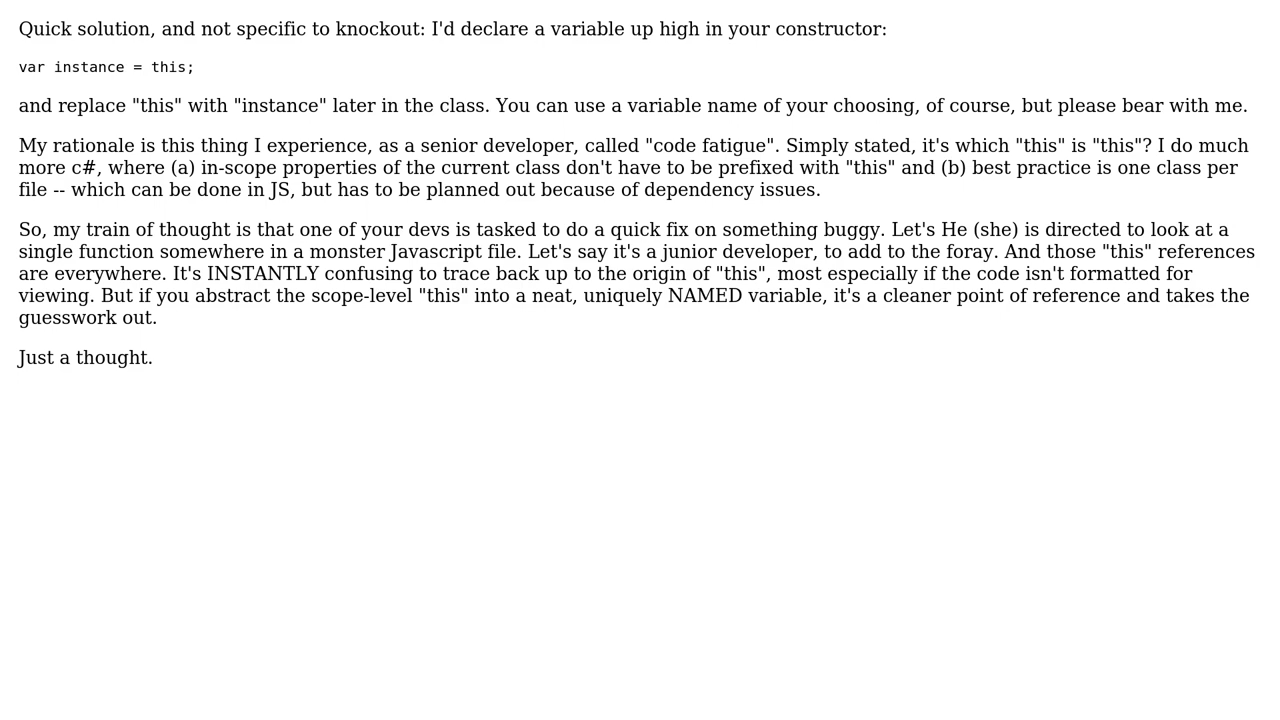 Quick solution, and not specific to knockout: I'd declare a variable up high in your constructor:
var instance = this;
and replace "this" with "instance" later in the class. You can use a variable name of your choosing, of course, but please bear with me.
My rationale is this thing I experience, as a senior developer, called "code fatigue". Simply stated, it's which "this" is "this"? I do much
more c#, where (a) in-scope properties of the current class don't have to be prefixed with "this" and (b) best practice is one class per
file -- which can be done in JS, but has to be planned out because of dependency issues.
So, my train of thought is that one of your devs is tasked to do a quick fix on something buggy. Let's He (she) is directed to look at a
single function somewhere in a monster Javascript file. Let's say it's a junior developer, to add to the foray. And those "this" references
are everywhere. It's INSTANTLY confusing to trace back up to the origin of "this", most especially if the code isn't formatted for
viewing. But if you abstract the scope-level "this" into a neat, uniquely NAMED variable, it's a cleaner point of reference and takes the
guesswork out.
Just a thought.